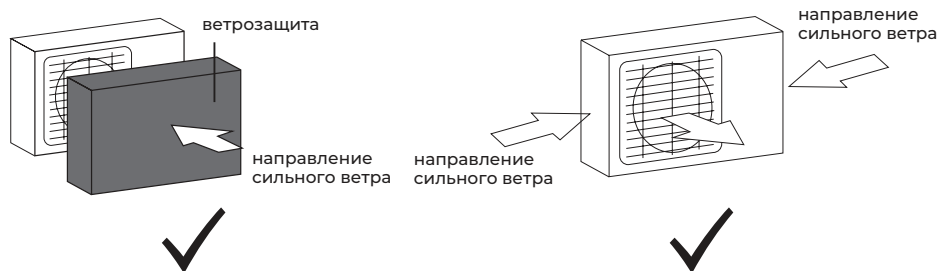 ветрозащита
направление
сильного ветра
направление
сильного ветра
направление
сильного ветра